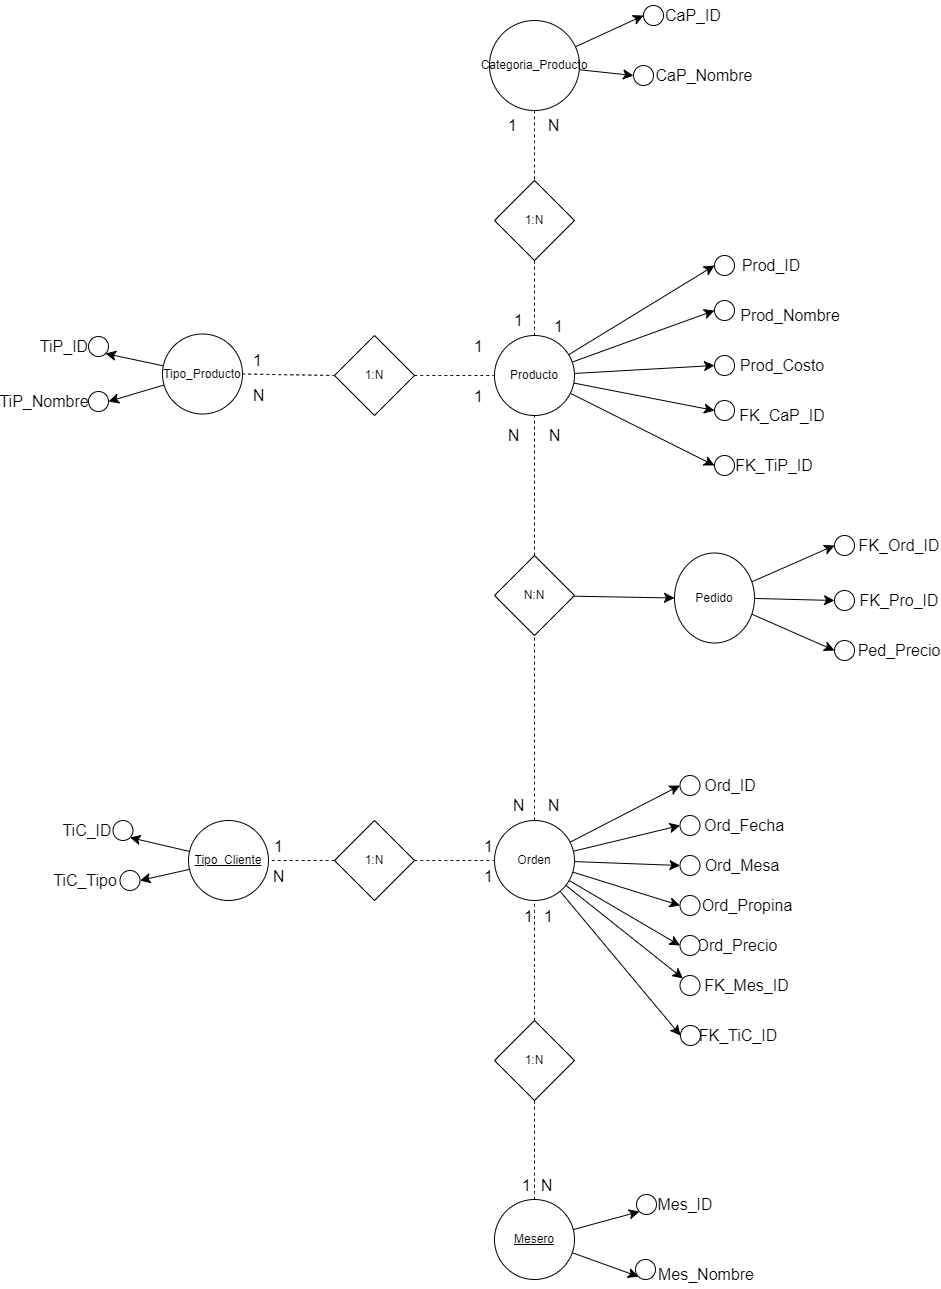 CaP_ID
Categoria_Producto
CaP_Nombre
1 N
1:N
Prod_ID
Prod_Nombre
1 1
TiP_ID
1 1
Prod_Costo
Tipo_Producto
1:N
Producto
TiP_Nombre
N 1
FK_CaP_ID
N N
FK_TiP_ID
FK_Ord_ID
N:N
Pedido
FK_Pro_ID
Ped_Precio
Ord_ID
N N
Ord_Fecha
TiC_ID
1 1
Tipo_Cliente
1:N
Orden
Ord_Mesa
TiC_Tipo
N 1
Ord_Propina
1 1
Ord_Precio
FK_Mes_ID
FK_TiC_ID
1:N
1 N
Mes_ID
Mesero
Mes_Nombre